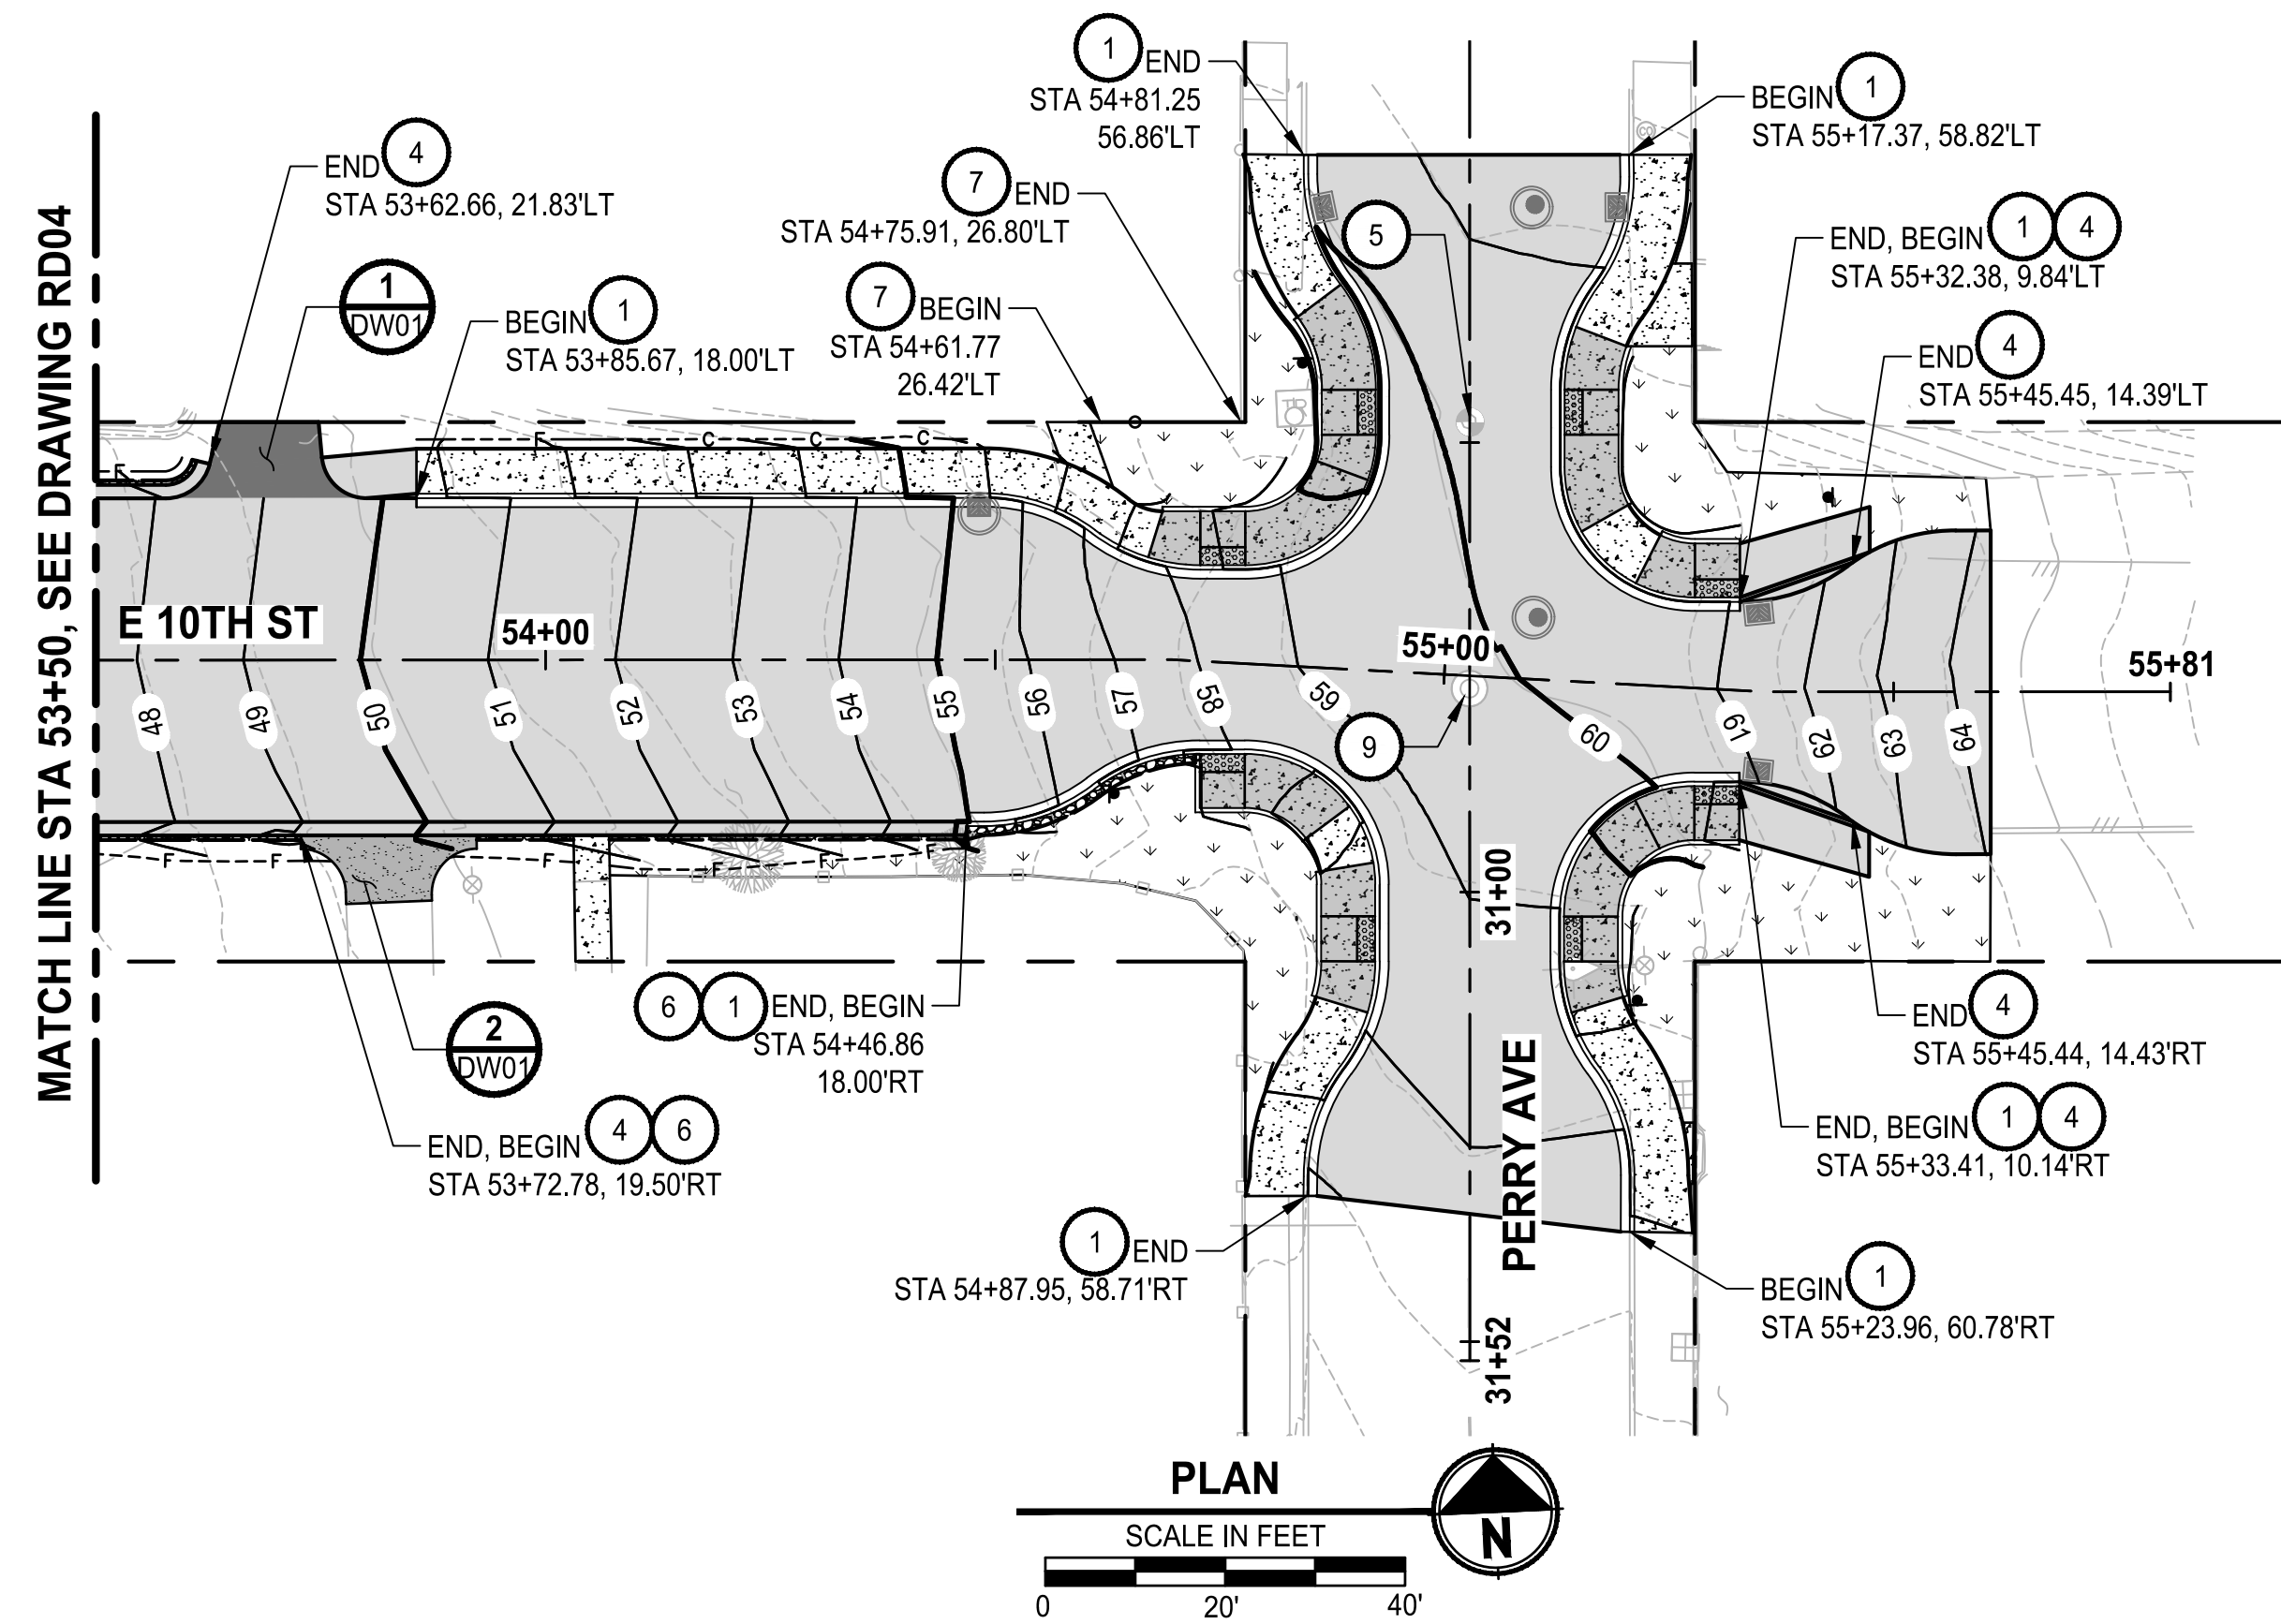 MATCH LINE STA 53+50, SEE DRAWING RD04
END 4
STA 53+62.66, 21.83'LT
1
DW01
BEGIN 1
STA 53+85.67, 18.00'LT
1 END
STA 54+81.25
56.86'LT
7 END
STA 54+75.91, 26.80'LT
7 BEGIN
STA 54+61.77
26.42'LT
5
BEGIN 1
STA 55+17.37, 58.82'LT
END, BEGIN 1 4
STA 55+32.38, 9.84'LT
END 4
STA 55+45.45, 14.39'LT
F
F
C
C
C
E 10TH ST
54+00
55+00
55+81
48
49
50
51
52
53
54
55
56
57
58
59
60
61
62
63
64
9
F
F
F
F
F
F
31+00
PERRY AVE
31+52
2
DW01
6 1 END, BEGIN
STA 54+46.86
18.00'RT
END, BEGIN 4 6
STA 53+72.78, 19.50'RT
1 END
STA 54+87.95, 58.71'RT
END 4
STA 55+45.44, 14.43'RT
END, BEGIN 1 4
STA 55+33.41, 10.14'RT
BEGIN 1
STA 55+23.96, 60.78'RT
PLAN
N
SCALE IN FEET
0 20' 40'